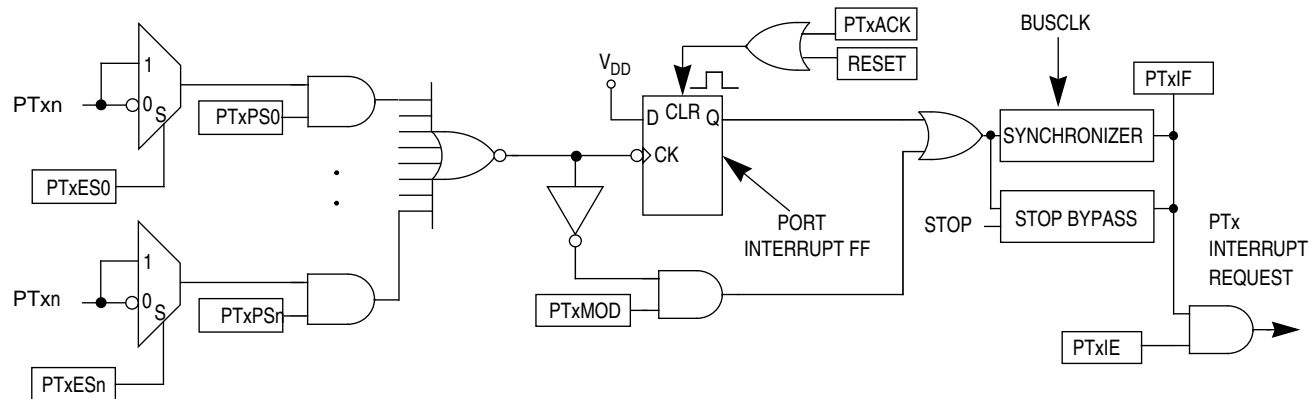 PTxACK
RESET
BUSCLK
V_DD
PTxIF
PTxn
1
0
S
PTxPS0
D
CLR
Q
CK
SYNCHRONIZER
PTxES0
PORT
INTERRUPT FF
STOP
STOP BYPASS
PTx
INTERRUPT
REQUEST
PTxn
1
0
S
PTxPSn
PTxMOD
PTxIE
PTxESn